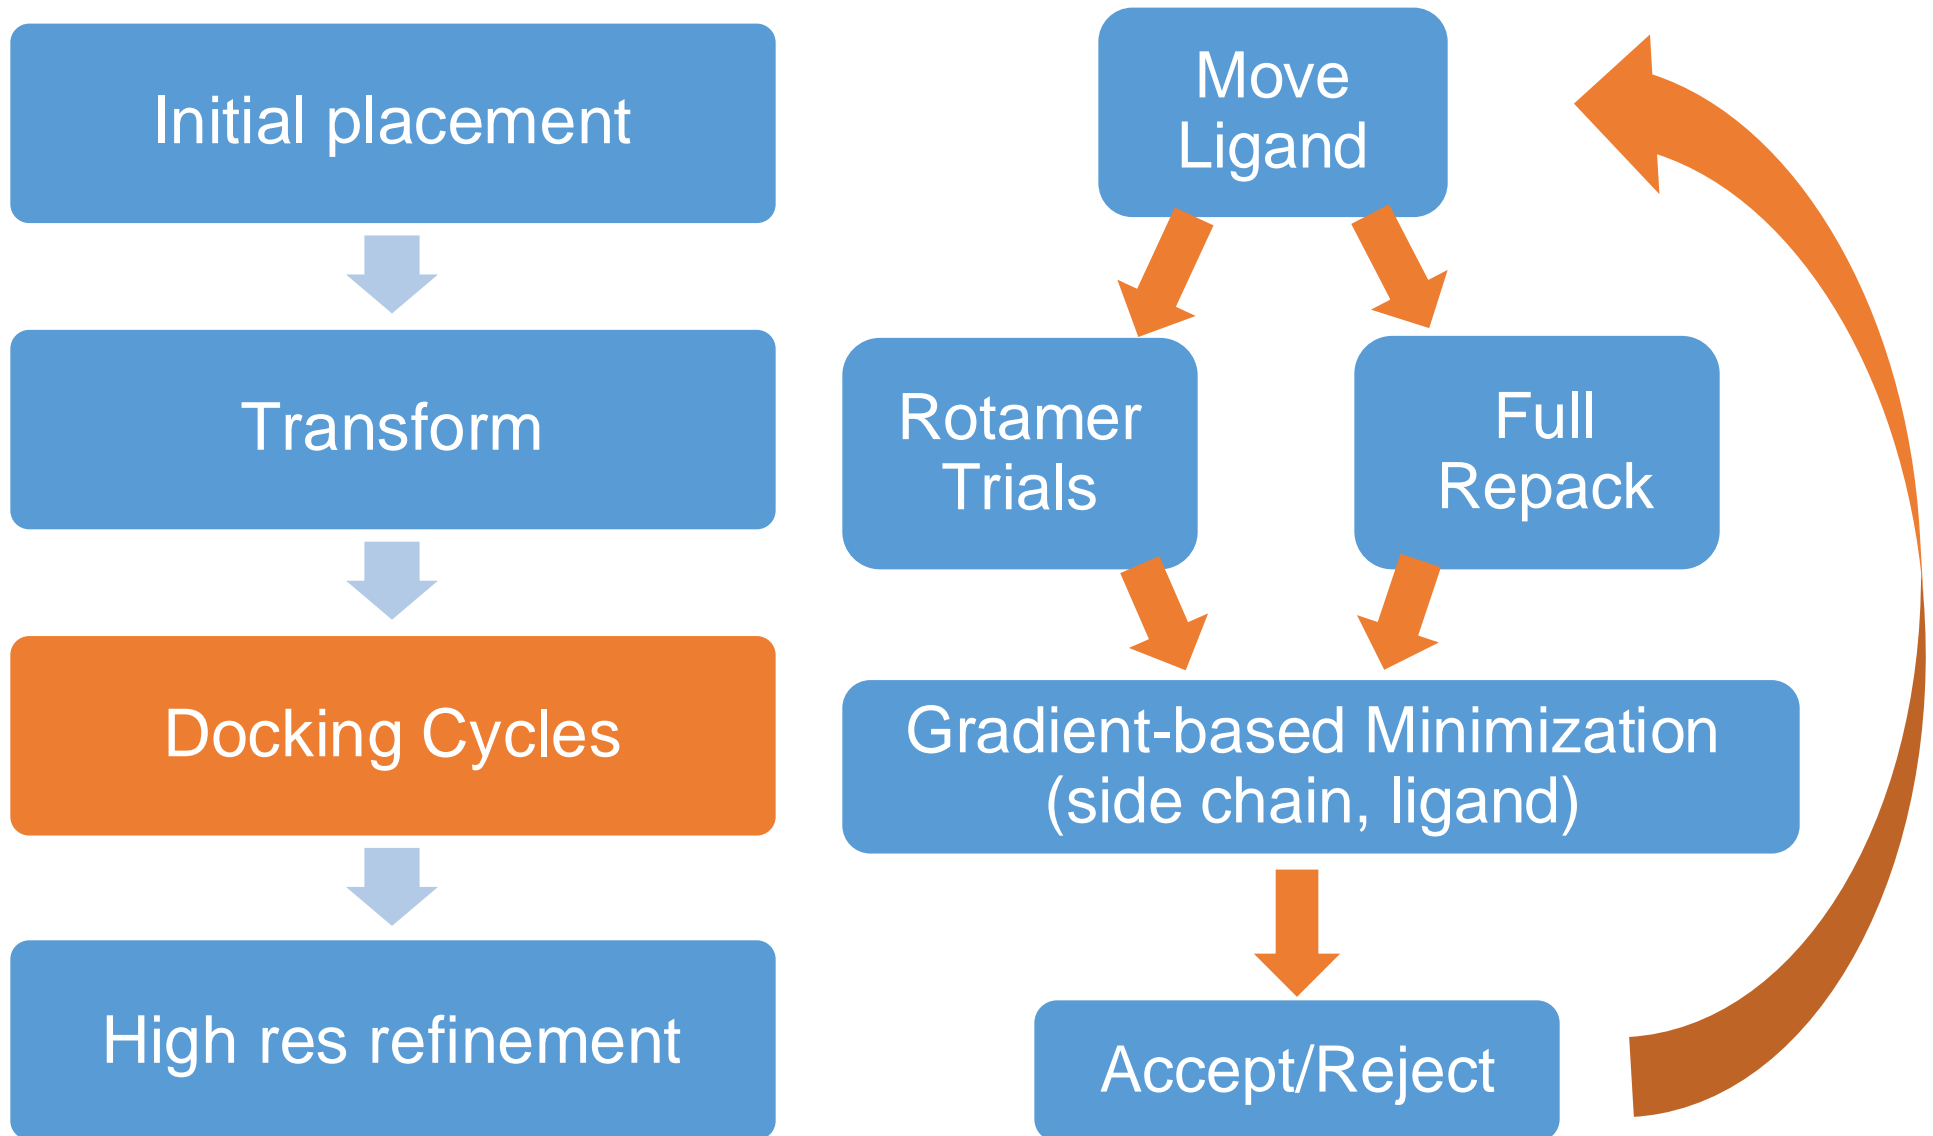 Initial placement
Transform
Docking Cycles
High res refinement
Move
Ligand
Rotamer
Trials
Full
Repack
Gradient-based Minimization
(side chain, ligand)
Accept/Reject